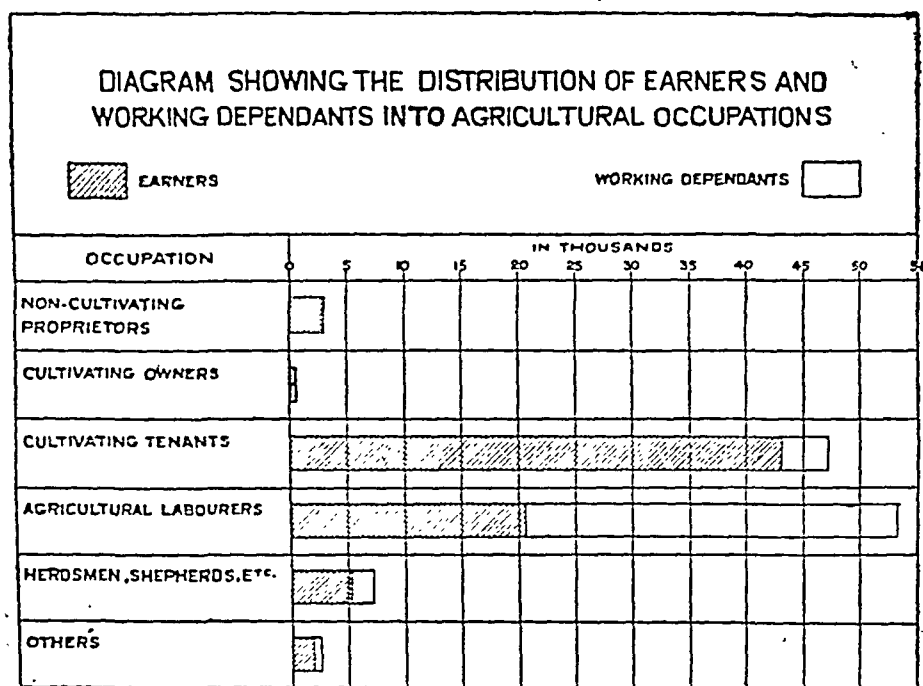 DIAGRAM SHOWING THE DISTRIBUTION OF EARNERS AND
WORKING DEPENDANTS INTO AGRICULTURAL OCCUPATIONS
EARNERS
WORKING DEPENDANTS
OCCUPATION
IN THOUSANDS
0 5 10 15 20 25 30 35 40 45 50 54
NON-CULTIVATING
PROPRIETORS
CULTIVATING OWNERS
CULTIVATING TENANTS
AGRICULTURAL LABOURERS
HERDSMEN, SHEPHERDS, ETC.
OTHERS